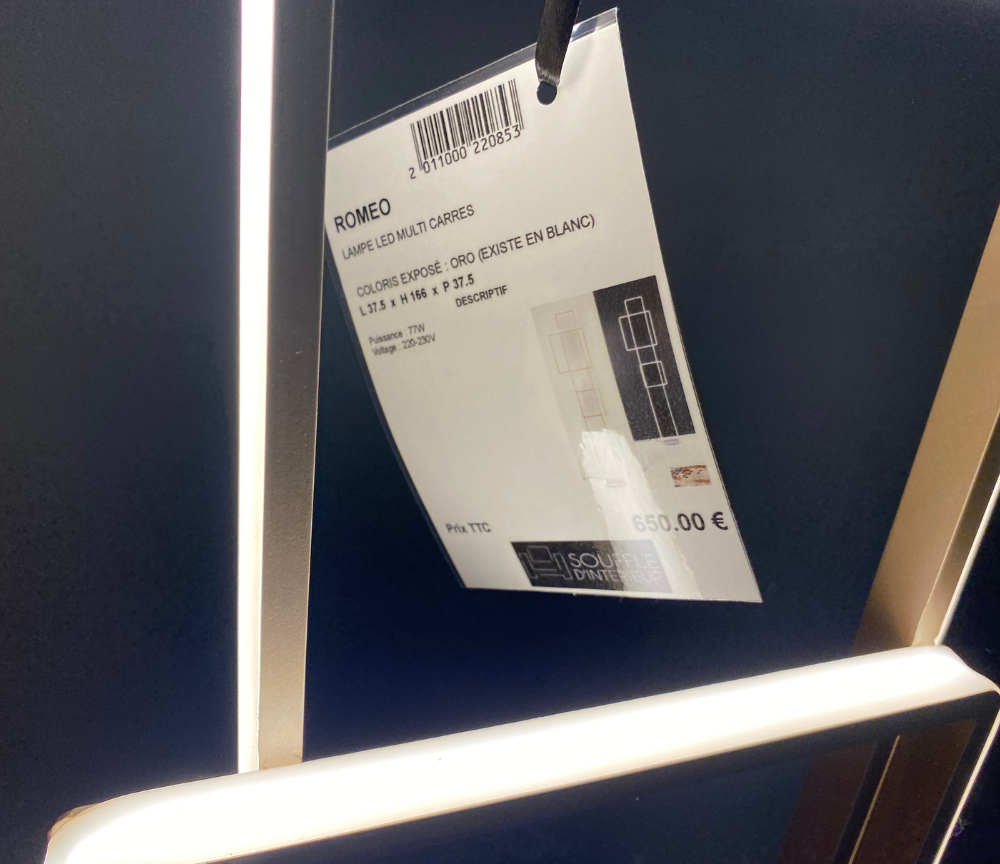 2 011000 220853
ROMEO
LAMPE LED MULTI CARRES
COLORIS EXPOSÉ : ORO (EXISTE EN BLANC)
L 37.5 x H 166 x P 37.5
DESCRIPTIF
Puissance : 77W
Voltage : 220-230V
Prix TTC
650.00 €
SOUFFLE
D'INTERIEUR